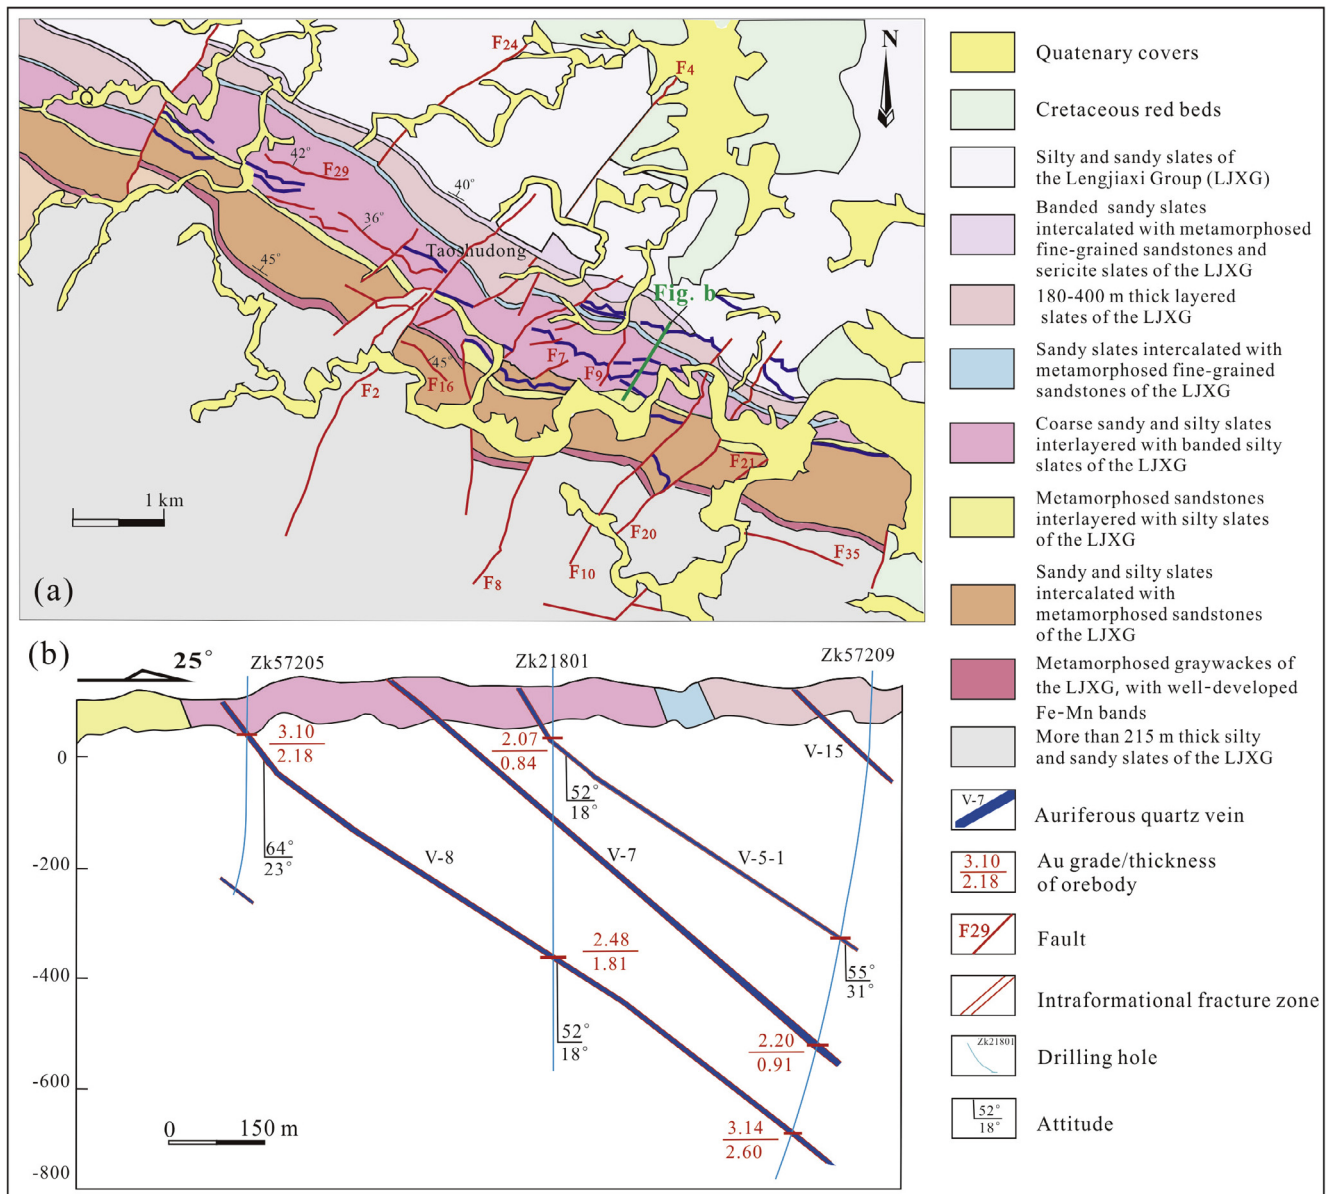 N
F24
F4
Q
42°
F29
40°
36°
Taoshudong
45°
Fig. b
F7
45°
F16
F9
F2
F21
1 km
F20
F35
F8
F10
(a)
(b)
25°
Zk57205
Zk21801
Zk57209
3.10
2.18
2.07
0.84
V-15
0
52°
18°
64°
23°
V-8
V-7
V-5-1
-200
2.48
1.81
55°
31°
-400
52°
18°
2.20
0.91
-600
0
150 m
3.14
2.60
-800
Quatenary covers
Cretaceous red beds
Silty and sandy slates of
the Lengjiaxi Group (LJXG)
Banded sandy slates
intercalated with metamorphosed
fine-grained sandstones and
sericite slates of the LJXG
180-400 m thick layered
slates of the LJXG
Sandy slates intercalated with
metamorphosed fine-grained
sandstones of the LJXG
Coarse sandy and silty slates
interlayered with banded silty
slates of the LJXG
Metamorphosed sandstones
interlayered with silty slates
of the LJXG
Sandy and silty slates
intercalated with
metamorphosed sandstones
of the LJXG
Metamorphosed graywackes of
the LJXG, with well-developed
Fe-Mn bands
More than 215 m thick silty
and sandy slates of the LJXG
V-7
Auriferous quartz vein
3.10
2.18
Au grade/thickness
of orebody
F29
Fault
Intraformational fracture zone
Zk21801
Drilling hole
52°
18°
Attitude